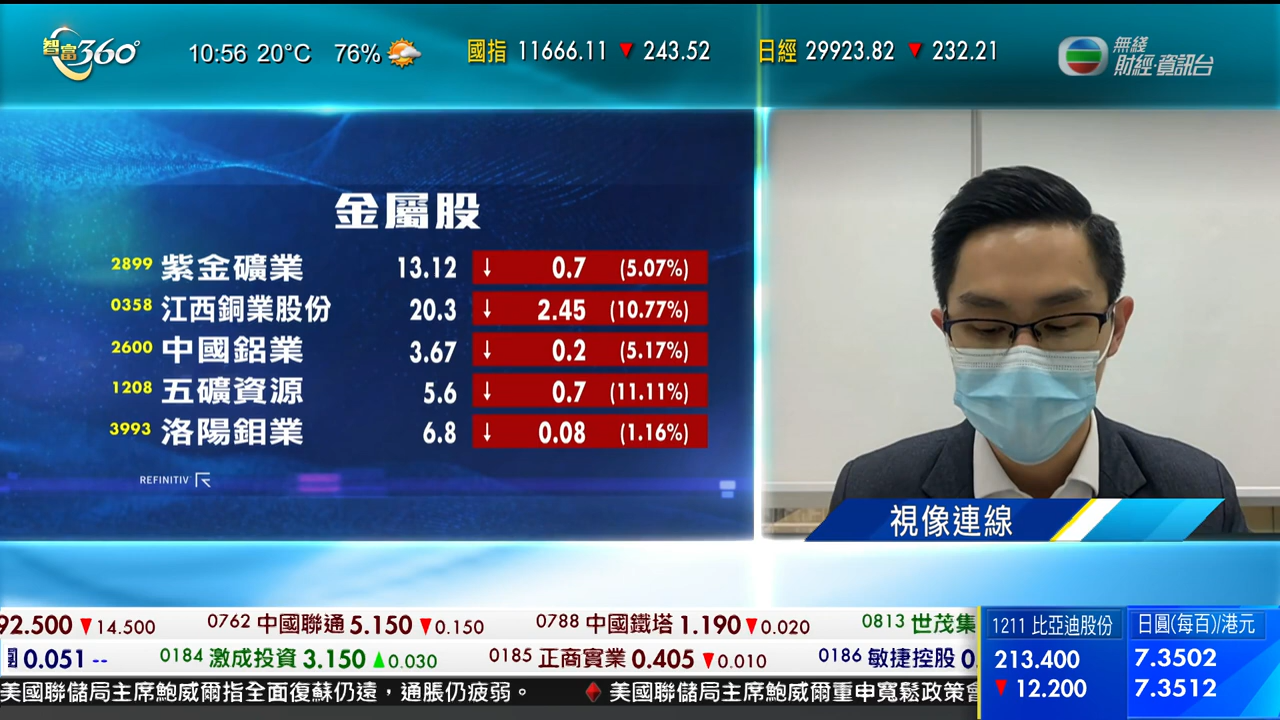 智富360°
10:56 20°C 76% 國指 11666.11 ▼ 243.52 日經 29923.82 ▼ 232.21
無綫
財經·資訊台
金屬股
2899 紫金礦業 13.12 ↓ 0.7 (5.07%)
0358 江西銅業股份 20.3 ↓ 2.45 (10.77%)
2600 中國鋁業 3.67 ↓ 0.2 (5.17%)
1208 五礦資源 5.6 ↓ 0.7 (11.11%)
3993 洛陽鉬業 6.8 ↓ 0.08 (1.16%)
REFINITIV
視像連線
92.500 ▼14.500 0762 中國聯通 5.150 ▼0.150 0788 中國鐵塔 1.190 ▼0.020 0813 世茂集
0.051 -- 0184 激成投資 3.150 ▲0.030 0185 正商實業 0.405 ▼0.010 0186 敏捷控股 0
美國聯儲局主席鮑威爾指全面復蘇仍遠，通脹仍疲弱。 ♦ 美國聯儲局主席鮑威爾重申寬鬆政策會
1211 比亞迪股份
213.400
▼ 12.200
日圓(每百)/港元
7.3502
7.3512